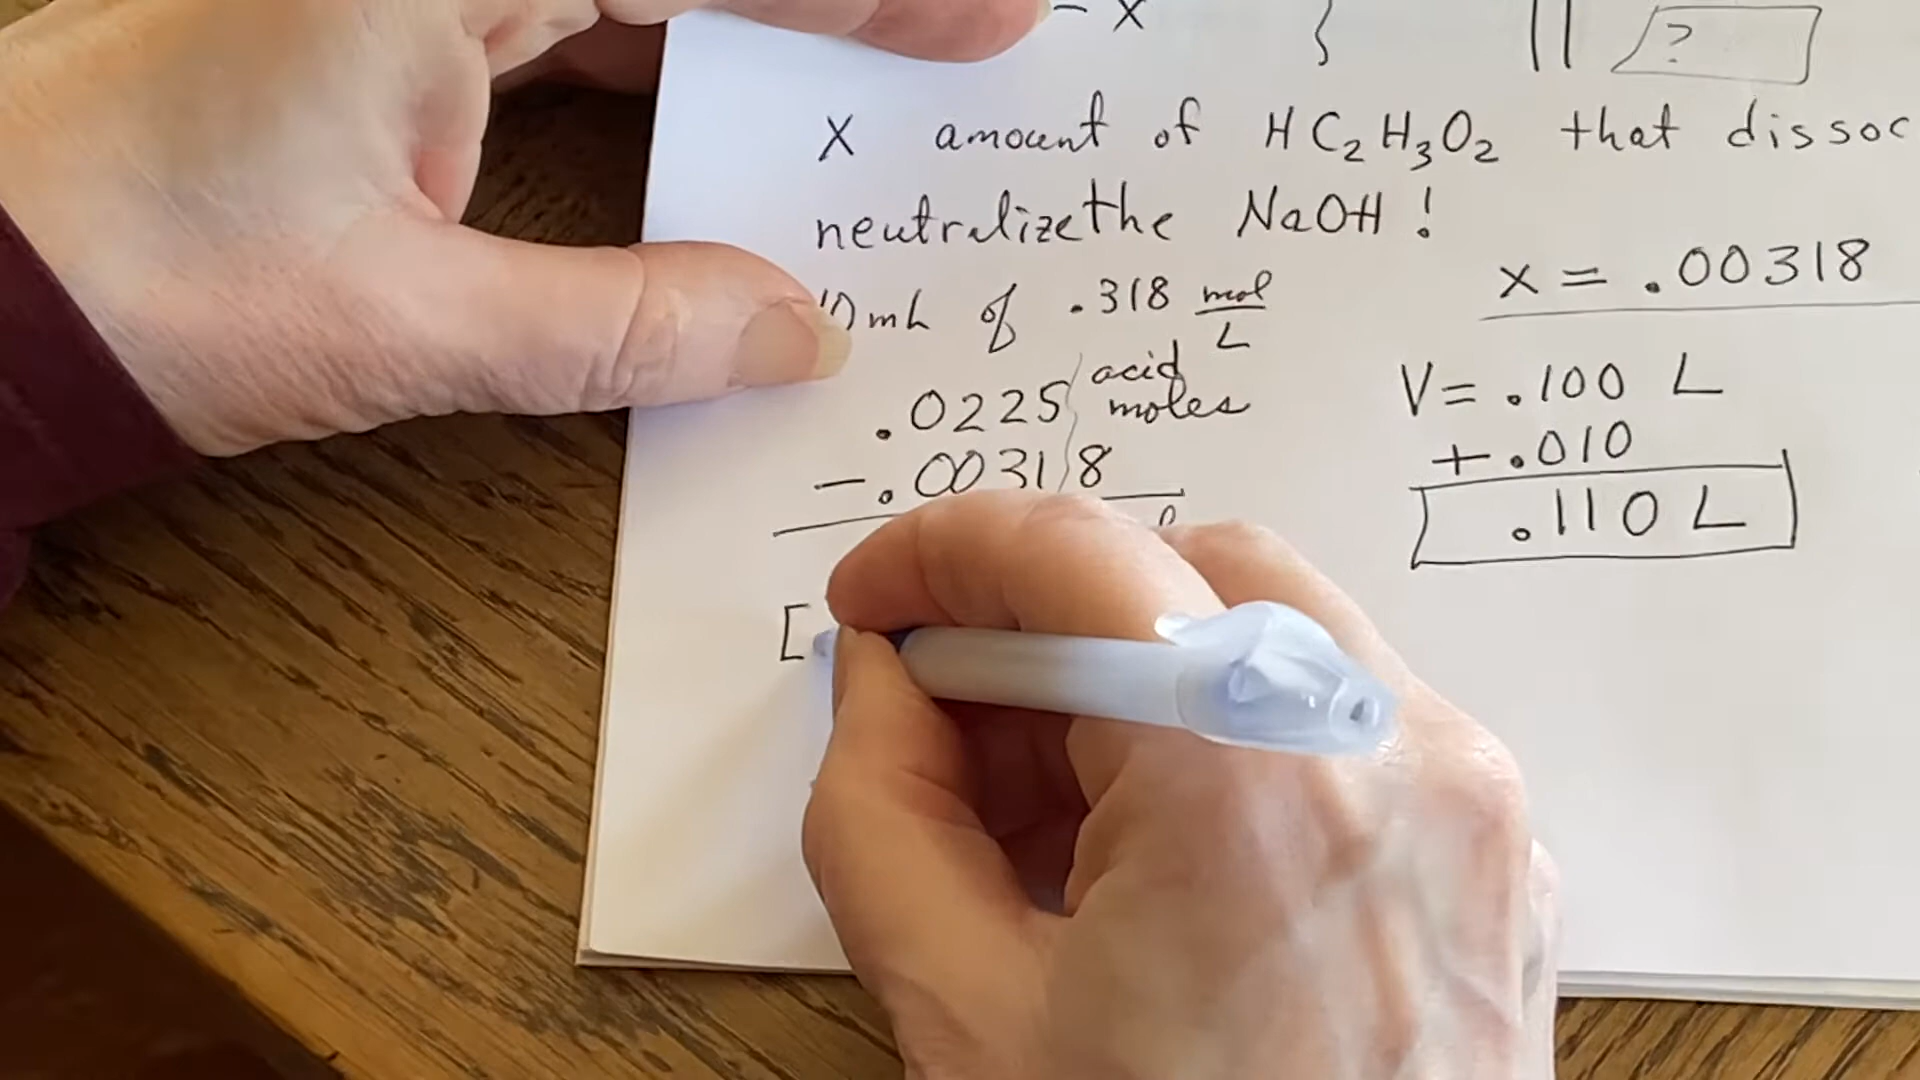 - X } || ?
X amount of HC₂H₃O₂ that dissoc
neutralize the NaOH !
10 mL of .318 mol/L
.0225 acid moles
- .00318
[
x = .00318
V = .100 L
+ .010
.110 L